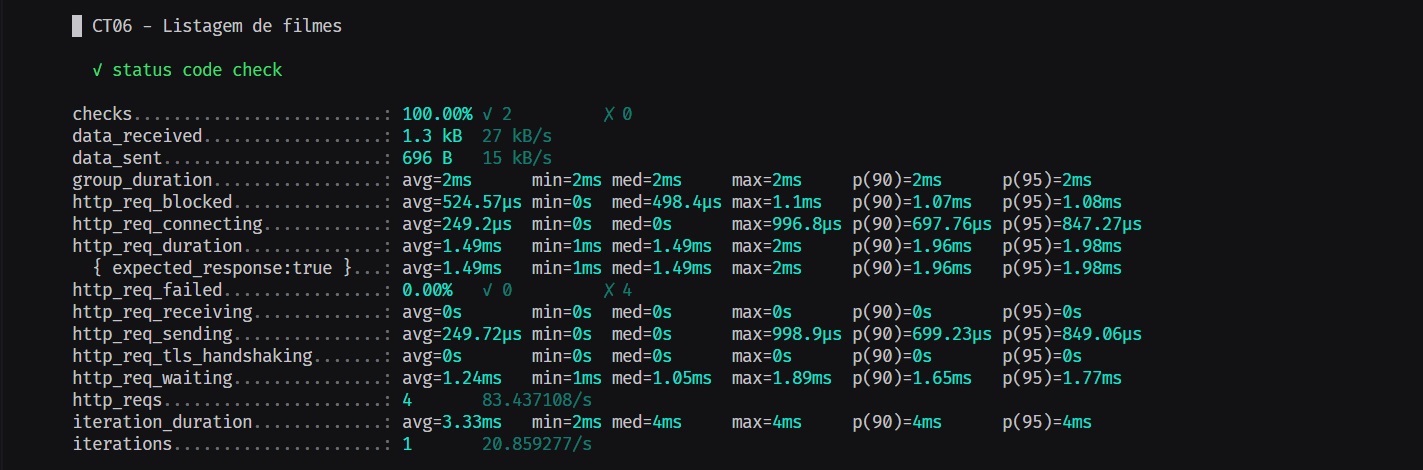 CT06 - Listagem de filmes
√ status code check
checks.........................: 100.00% √ 2 ✗ 0
data_received..................: 1.3 kB 27 kB/s
data_sent......................: 696 B 15 kB/s
group_duration.................: avg=2ms min=2ms med=2ms max=2ms p(90)=2ms p(95)=2ms
http_req_blocked...............: avg=524.57µs min=0s med=498.4µs max=1.1ms p(90)=1.07ms p(95)=1.08ms
http_req_connecting............: avg=249.2µs min=0s med=0s max=996.8µs p(90)=697.76µs p(95)=847.27µs
http_req_duration..............: avg=1.49ms min=1ms med=1.49ms max=2ms p(90)=1.96ms p(95)=1.98ms
{ expected_response:true }...: avg=1.49ms min=1ms med=1.49ms max=2ms p(90)=1.96ms p(95)=1.98ms
http_req_failed................: 0.00% √ 0 ✗ 4
http_req_receiving.............: avg=0s min=0s med=0s max=0s p(90)=0s p(95)=0s
http_req_sending...............: avg=249.72µs min=0s med=0s max=998.9µs p(90)=699.23µs p(95)=849.06µs
http_req_tls_handshaking.......: avg=0s min=0s med=0s max=0s p(90)=0s p(95)=0s
http_req_waiting...............: avg=1.24ms min=1ms med=1.05ms max=1.89ms p(90)=1.65ms p(95)=1.77ms
http_reqs......................: 4 83.437108/s
iteration_duration.............: avg=3.33ms min=2ms med=4ms max=4ms p(90)=4ms p(95)=4ms
iterations.....................: 1 20.859277/s